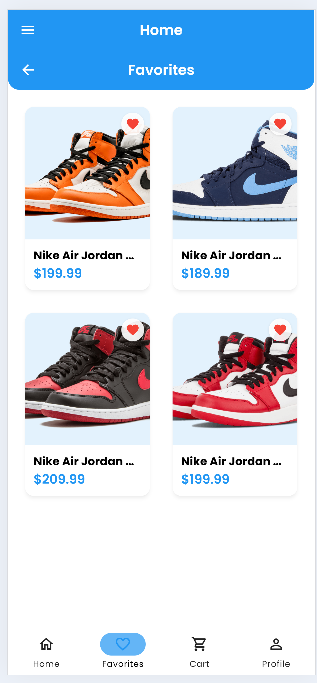 Home
Favorites
Nike Air Jordan ...
$199.99
Nike Air Jordan ...
$189.99
Nike Air Jordan ...
$209.99
Nike Air Jordan ...
$199.99
Home
Favorites
Cart
Profile